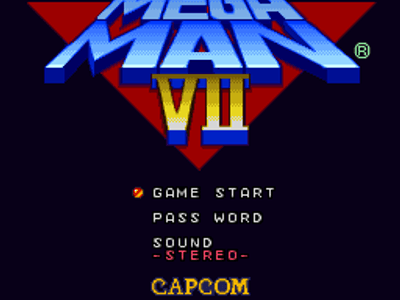 MEGA
MAN
®
VII
GAME START
PASS WORD
SOUND
-STEREO-
CAPCOM